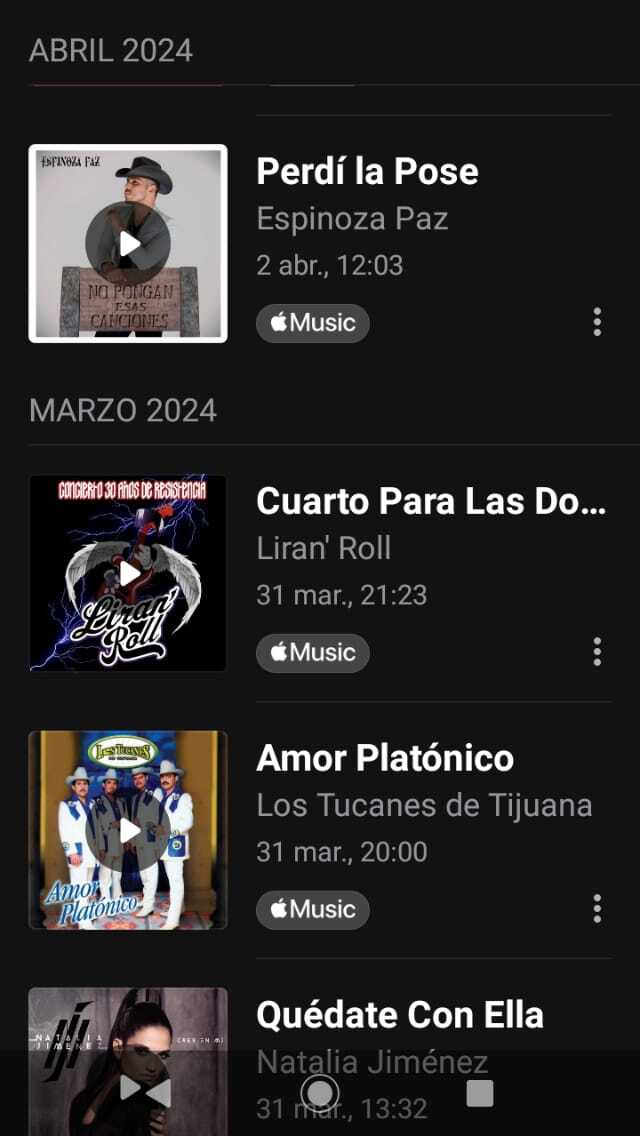 ABRIL 2024
ESPINOZA PAZ
NO PONGAN
ESAS
CANCIONES
Perdí la Pose
Espinoza Paz
2 abr., 12:03
Music
MARZO 2024
CONCIERTO 30 AÑOS DE RESISTENCIA
Liran'
Roll
Cuarto Para Las Do...
Liran' Roll
31 mar., 21:23
Music
LOS TUCANES
DE TIJUANA
Amor
Platónico
Amor Platónico
Los Tucanes de Tijuana
31 mar., 20:00
Music
NATALIA
JIMÉNEZ
CREO EN MI
Quédate Con Ella
Natalia Jiménez
31 mar., 13:32